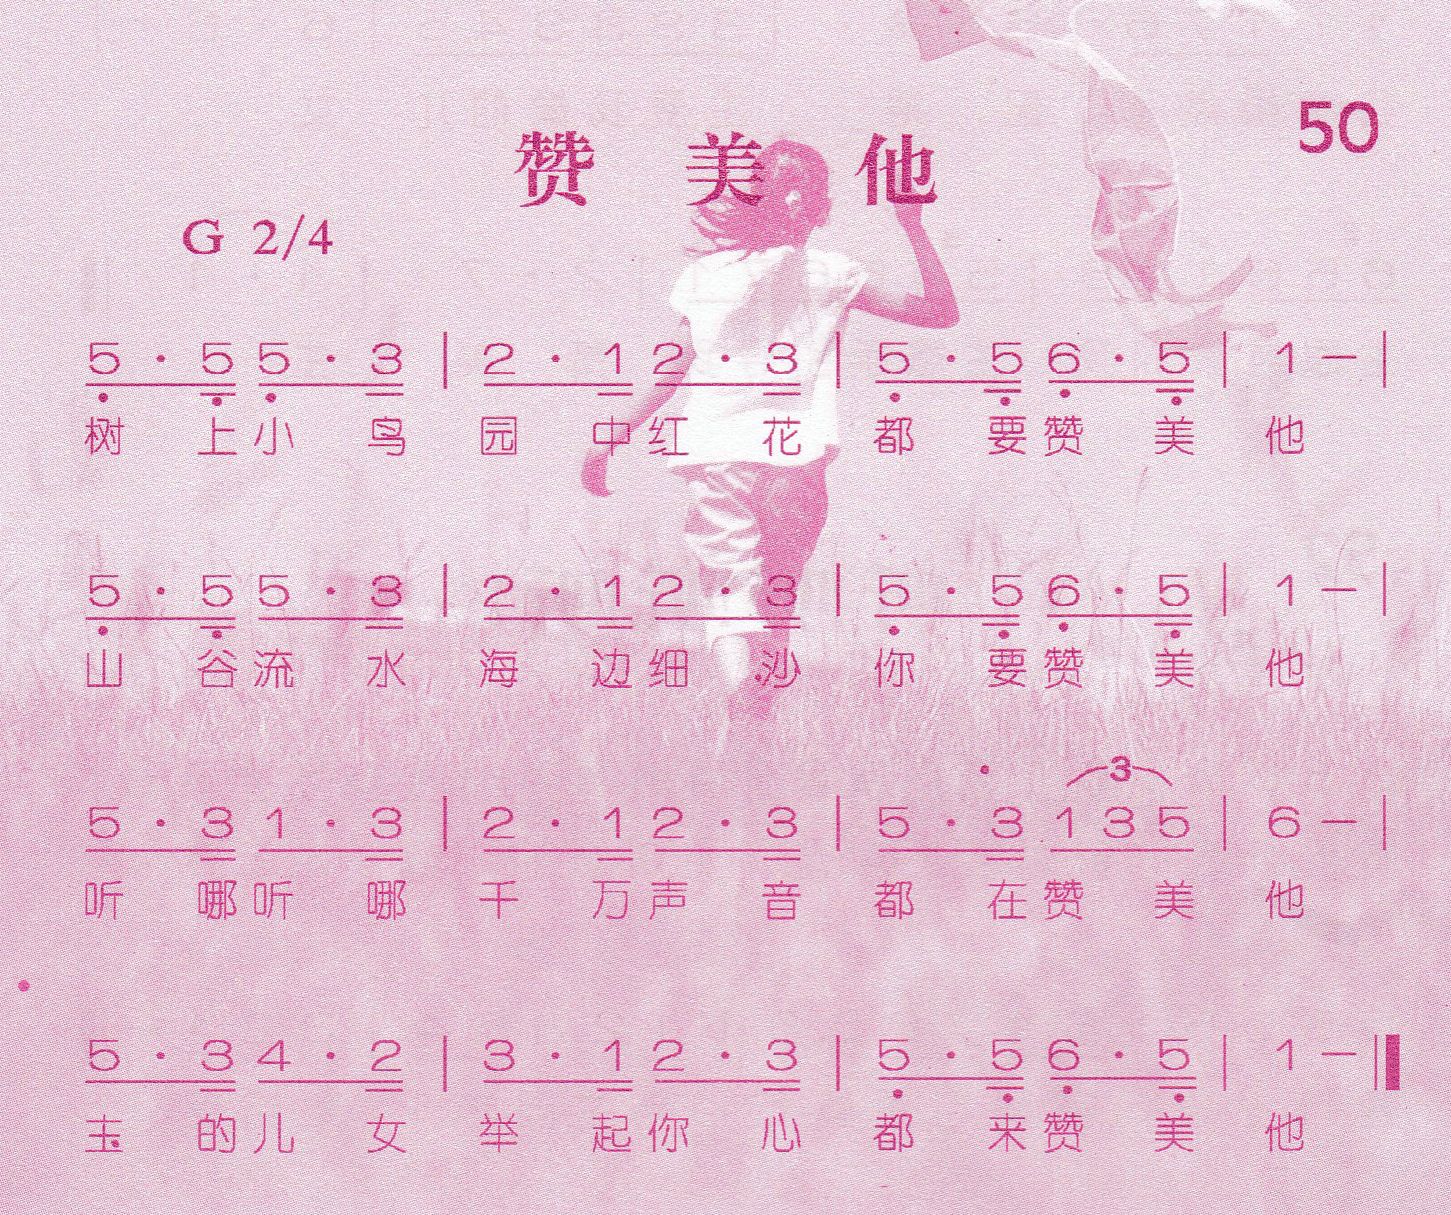 50
赞 美 他
G 2/4
5 · 5 5 · 3 | 2 · 1 2 · 3 | 5 · 5 6 · 5 | 1 — |
树 上 小 鸟 园 中 红 花 都 要 赞 美 他
5 · 5 5 · 3 | 2 · 1 2 · 3 | 5 · 5 6 · 5 | 1 — |
山 谷 流 水 海 边 细 沙 你 要 赞 美 他
3
5 · 3 1 · 3 | 2 · 1 2 · 3 | 5 · 3 1 3 5 | 6 — |
听 哪 听 哪 千 万 声 音 都 在 赞 美 他
5 · 3 4 · 2 | 3 · 1 2 · 3 | 5 · 5 6 · 5 | 1 — ‖
主 的 儿 女 举 起 你 心 都 来 赞 美 他